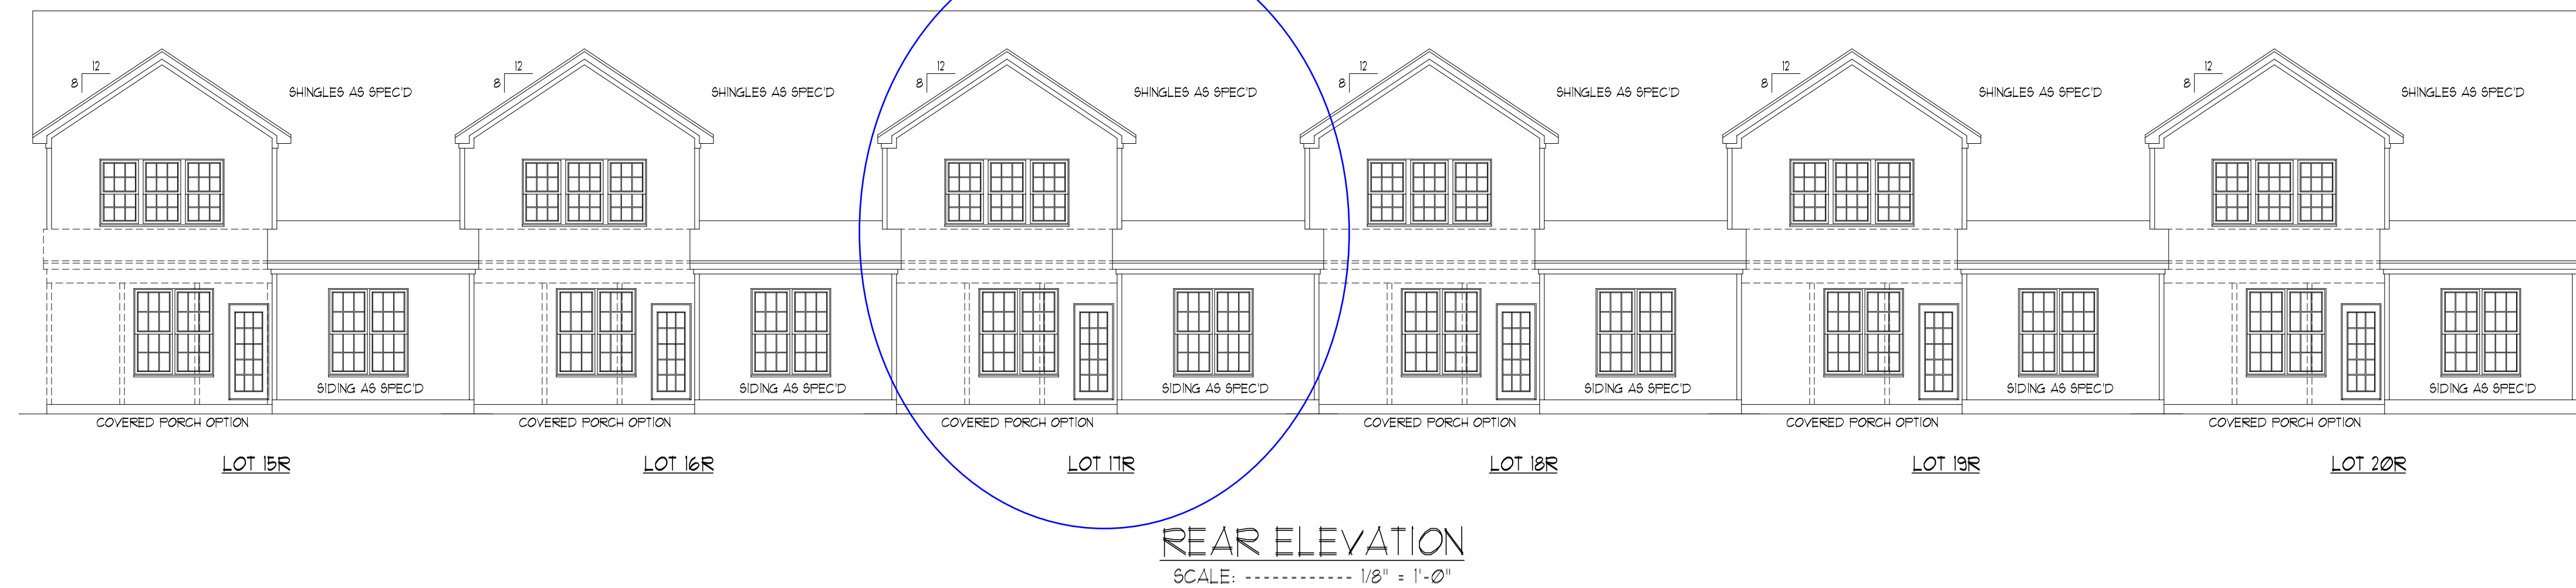 12 12 12 12 12 12
8 8 8 8 8 8
SHINGLES AS SPEC'D SHINGLES AS SPEC'D SHINGLES AS SPEC'D SHINGLES AS SPEC'D SHINGLES AS SPEC'D SHINGLES AS SPEC'D
SIDING AS SPEC'D SIDING AS SPEC'D SIDING AS SPEC'D SIDING AS SPEC'D SIDING AS SPEC'D SIDING AS SPEC'D
COVERED PORCH OPTION COVERED PORCH OPTION COVERED PORCH OPTION COVERED PORCH OPTION COVERED PORCH OPTION COVERED PORCH OPTION
LOT 15R LOT 16R LOT 17R LOT 18R LOT 19R LOT 20R
REAR ELEVATION
SCALE: ------------ 1/8" = 1'-0"